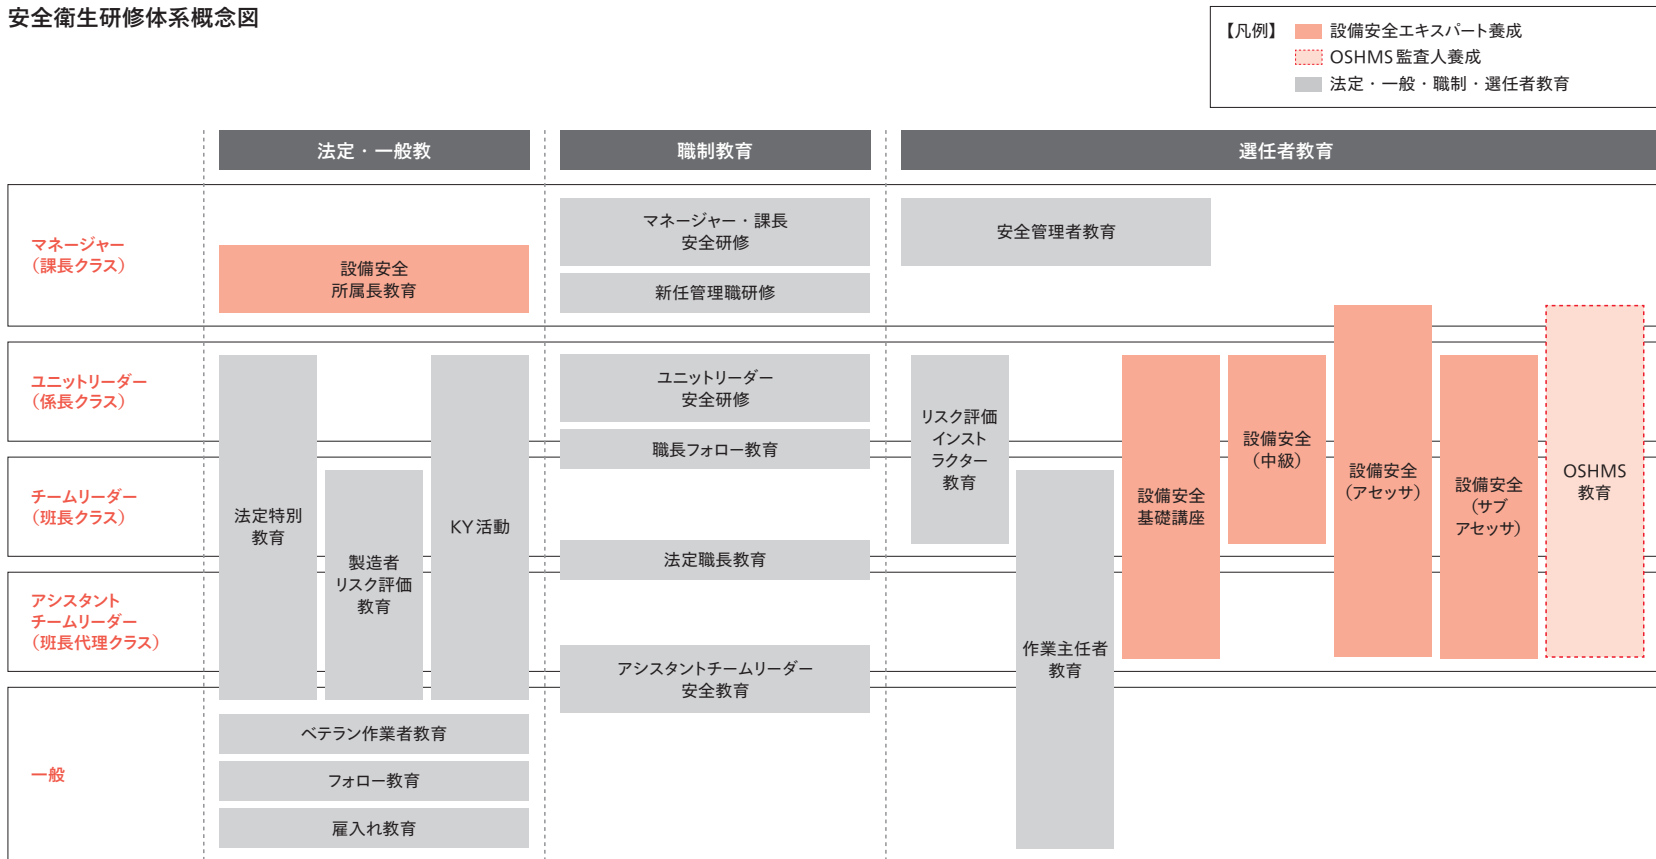 安全衛生研修体系概念図
【凡例】
設備安全エキスパート養成
OSHMS監査人養成
法定・一般・職制・選任者教育
法定・一般教
職制教育
選任者教育
マネージャー
（課長クラス）
設備安全
所属長教育
マネージャー・課長
安全研修
新任管理職研修
安全管理者教育
ユニットリーダー
（係長クラス）
ユニットリーダー
安全研修
職長フォロー教育
チームリーダー
（班長クラス）
法定特別
教育
製造者
リスク評価
教育
KY活動
法定職長教育
リスク評価
インスト
ラクター
教育
作業主任者
教育
設備安全
基礎講座
設備安全
（中級）
設備安全
（アセッサ）
設備安全
（サブ
アセッサ）
OSHMS
教育
アシスタント
チームリーダー
（班長代理クラス）
アシスタントチームリーダー
安全教育
一般
ベテラン作業者教育
フォロー教育
雇入れ教育